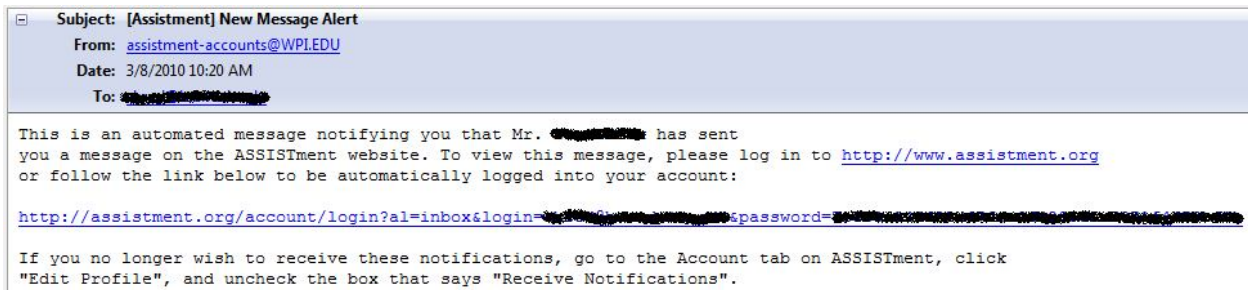 Subject: [Assistment] New Message Alert
From: assistment-accounts@WPI.EDU
Date: 3/8/2010 10:20 AM
To:
This is an automated message notifying you that Mr. has sent
you a message on the ASSISTment website. To view this message, please log in to http://www.assistment.org
or follow the link below to be automatically logged into your account:
http://assistment.org/account/login?al=inbox&login= &password=
If you no longer wish to receive these notifications, go to the Account tab on ASSISTment, click
"Edit Profile", and uncheck the box that says "Receive Notifications".